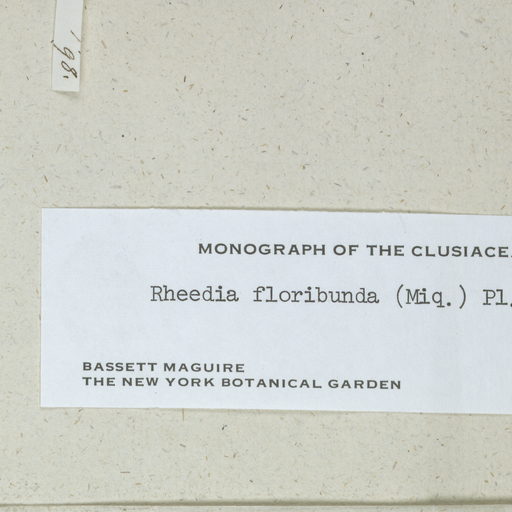 '98.
MONOGRAPH OF THE CLUSIACE
Rheedia floribunda (Miq.) Pl.
BASSETT MAGUIRE
THE NEW YORK BOTANICAL GARDEN